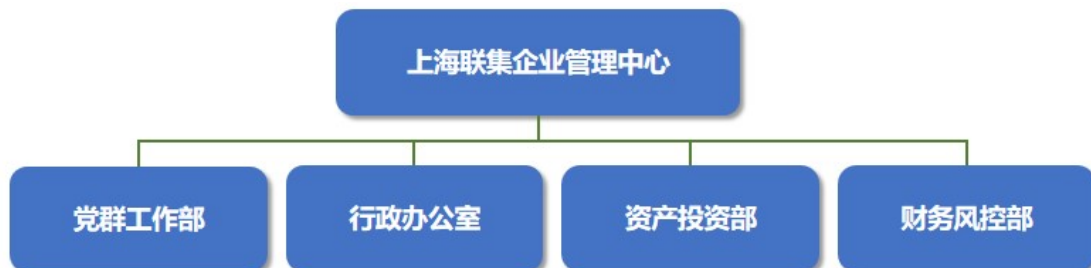 上海联集企业管理中心
党群工作部
行政办公室
资产投资部
财务风控部